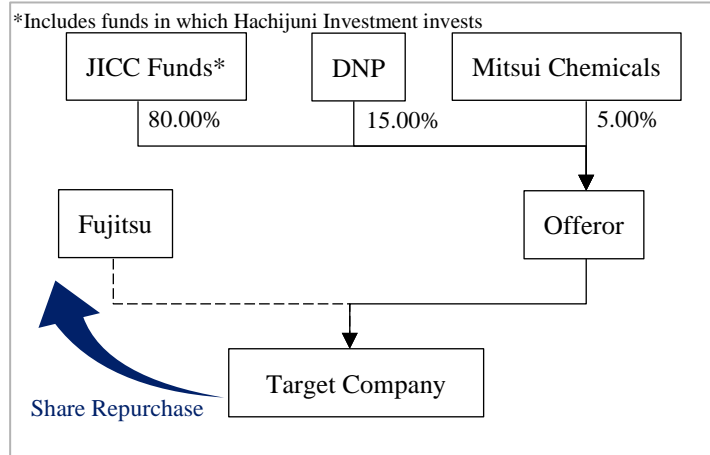 *Includes funds in which Hachijuni Investment invests
JICC Funds*
DNP
Mitsui Chemicals
80.00%
15.00%
5.00%
Fujitsu
Offeror
Target Company
Share Repurchase